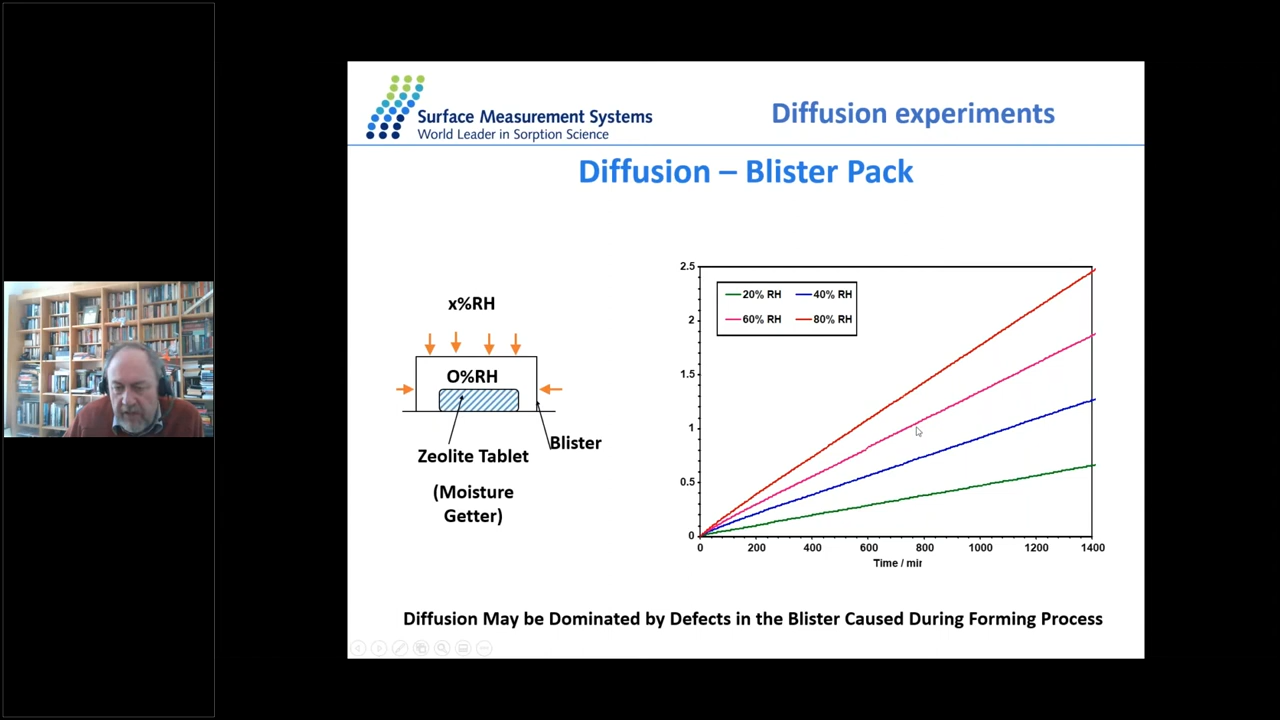 Surface Measurement Systems
World Leader in Sorption Science
Diffusion experiments
Diffusion – Blister Pack
x%RH
O%RH
Zeolite Tablet
Blister
(Moisture
Getter)
2.5
2
1.5
1
0.5
0
20% RH
40% RH
60% RH
80% RH
0 200 400 600 800 1000 1200 1400
Time / min
Diffusion May be Dominated by Defects in the Blister Caused During Forming Process